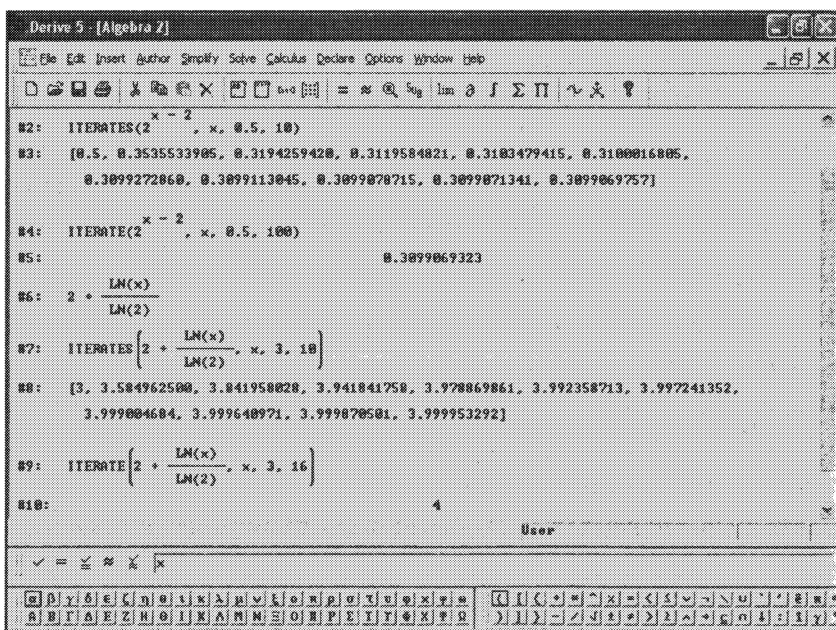 Derive 5 - [Algebra 2]
File Edit Insert Author Simplify Solve Calculus Declare Options Window Help
= ≈ Sub lim ∂ ∫ Σ Π
#2: ITERATES(2^(x - 2), x, 0.5, 10)
#3: [0.5, 0.3535533905, 0.3194259420, 0.3119584821, 0.3103479415, 0.3100016805,
0.3099272860, 0.3099113045, 0.3099078715, 0.3099071341, 0.3099069757]
#4: ITERATE(2^(x - 2), x, 0.5, 100)
#5: 0.3099069323
#6: 2 + LN(x)/LN(2)
#7: ITERATES(2 + LN(x)/LN(2), x, 3, 10)
#8: [3, 3.584962500, 3.841958028, 3.941841758, 3.978869861, 3.992358713, 3.997241352,
3.999004684, 3.999640971, 3.999870501, 3.999953292]
#9: ITERATE(2 + LN(x)/LN(2), x, 3, 16)
#10: 4
User
x
α β γ δ ε ζ η θ ι κ λ μ ν ξ ο π ρ σ τ υ φ χ ψ ω
Α Β Γ Δ Ε Ζ Η Θ Ι Κ Λ Μ Ν Ξ Ο Π Ρ Σ Τ Υ Φ Χ Ψ Ω